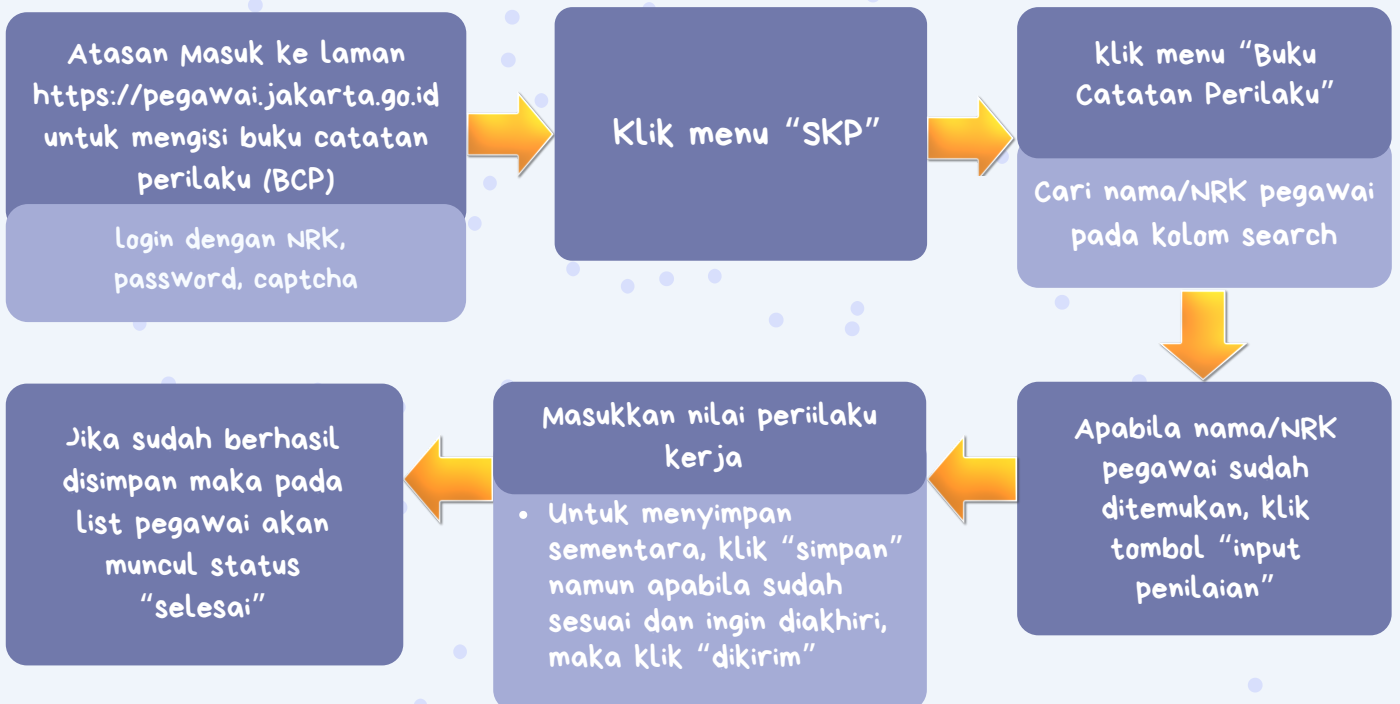 Atasan Masuk ke laman
https://pegawai.jakarta.go.id
untuk mengisi buku catatan
perilaku (BCP)
login dengan NRK,
password, captcha
Klik menu “SKP”
Klik menu “Buku
Catatan Perilaku”
Cari nama/NRK pegawai
pada kolom search
Apabila nama/NRK
pegawai sudah
ditemukan, klik
tombol “input
penilaian”
Masukkan nilai periilaku
kerja
• Untuk menyimpan
sementara, klik “simpan”
namun apabila sudah
sesuai dan ingin diakhiri,
maka klik “dikirim”
Jika sudah berhasil
disimpan maka pada
list pegawai akan
muncul status
“selesai”